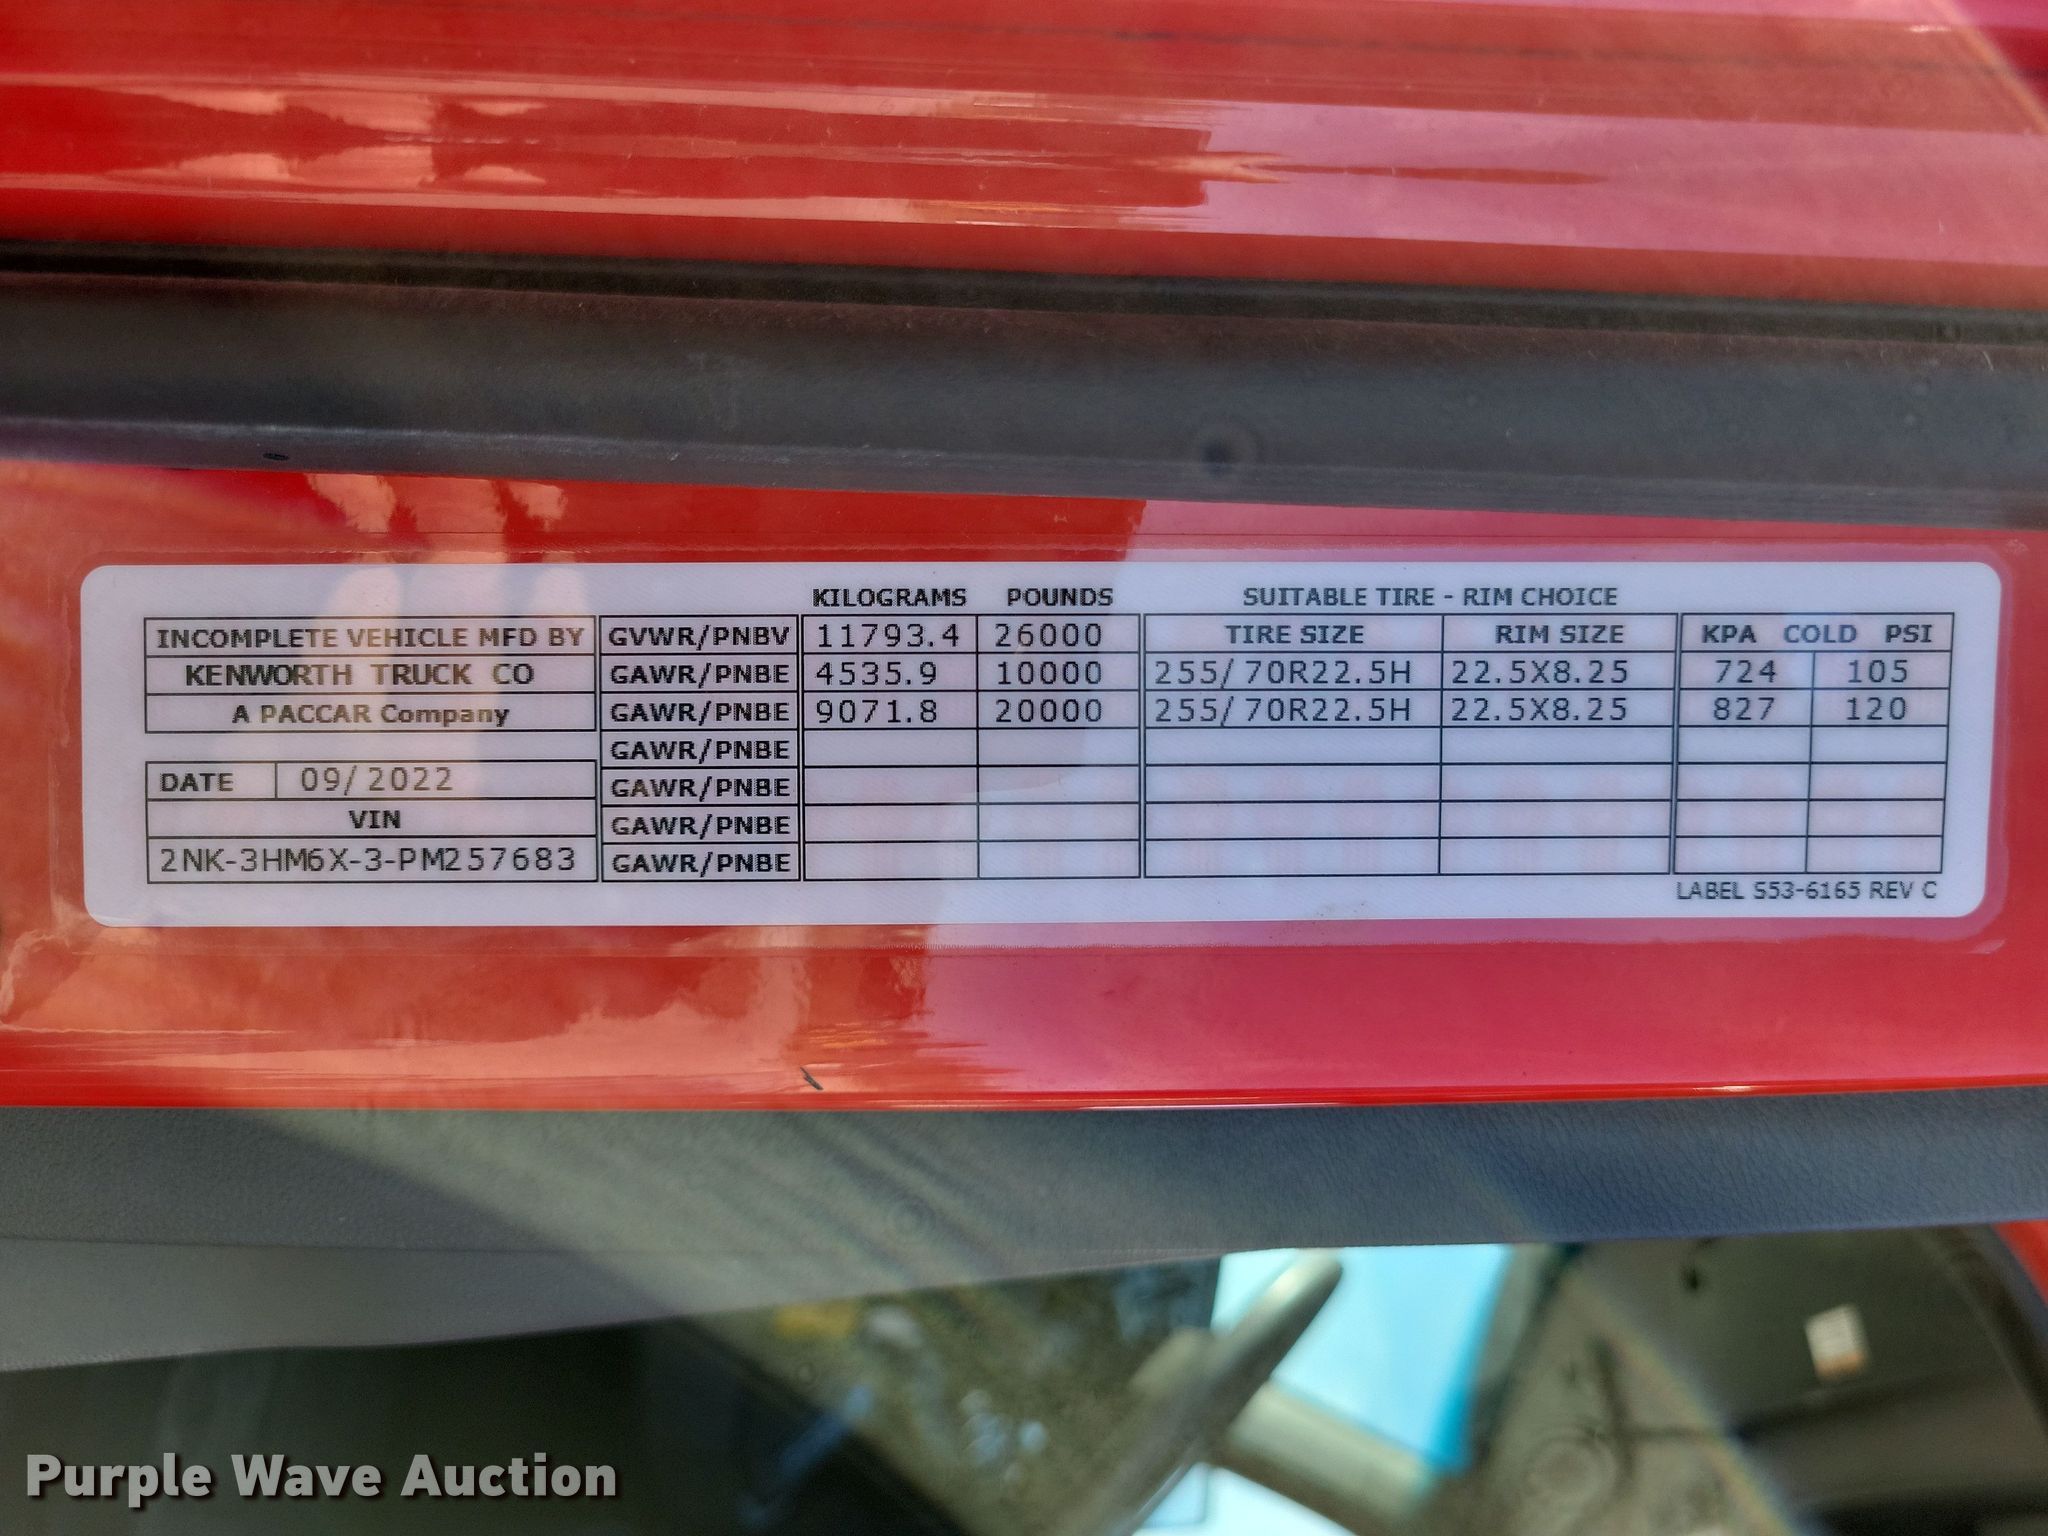 KILOGRAMS POUNDS SUITABLE TIRE - RIM CHOICE
INCOMPLETE VEHICLE MFD BY GVWR/PNBV 11793.4 26000 TIRE SIZE RIM SIZE KPA COLD PSI
KENWORTH TRUCK CO GAWR/PNBE 4535.9 10000 255/70R22.5H 22.5X8.25 724 105
A PACCAR Company GAWR/PNBE 9071.8 20000 255/70R22.5H 22.5X8.25 827 120
GAWR/PNBE
DATE 09/2022 GAWR/PNBE
VIN GAWR/PNBE
2NK-3HM6X-3-PM257683 GAWR/PNBE
LABEL S53-6165 REV C
Purple Wave Auction